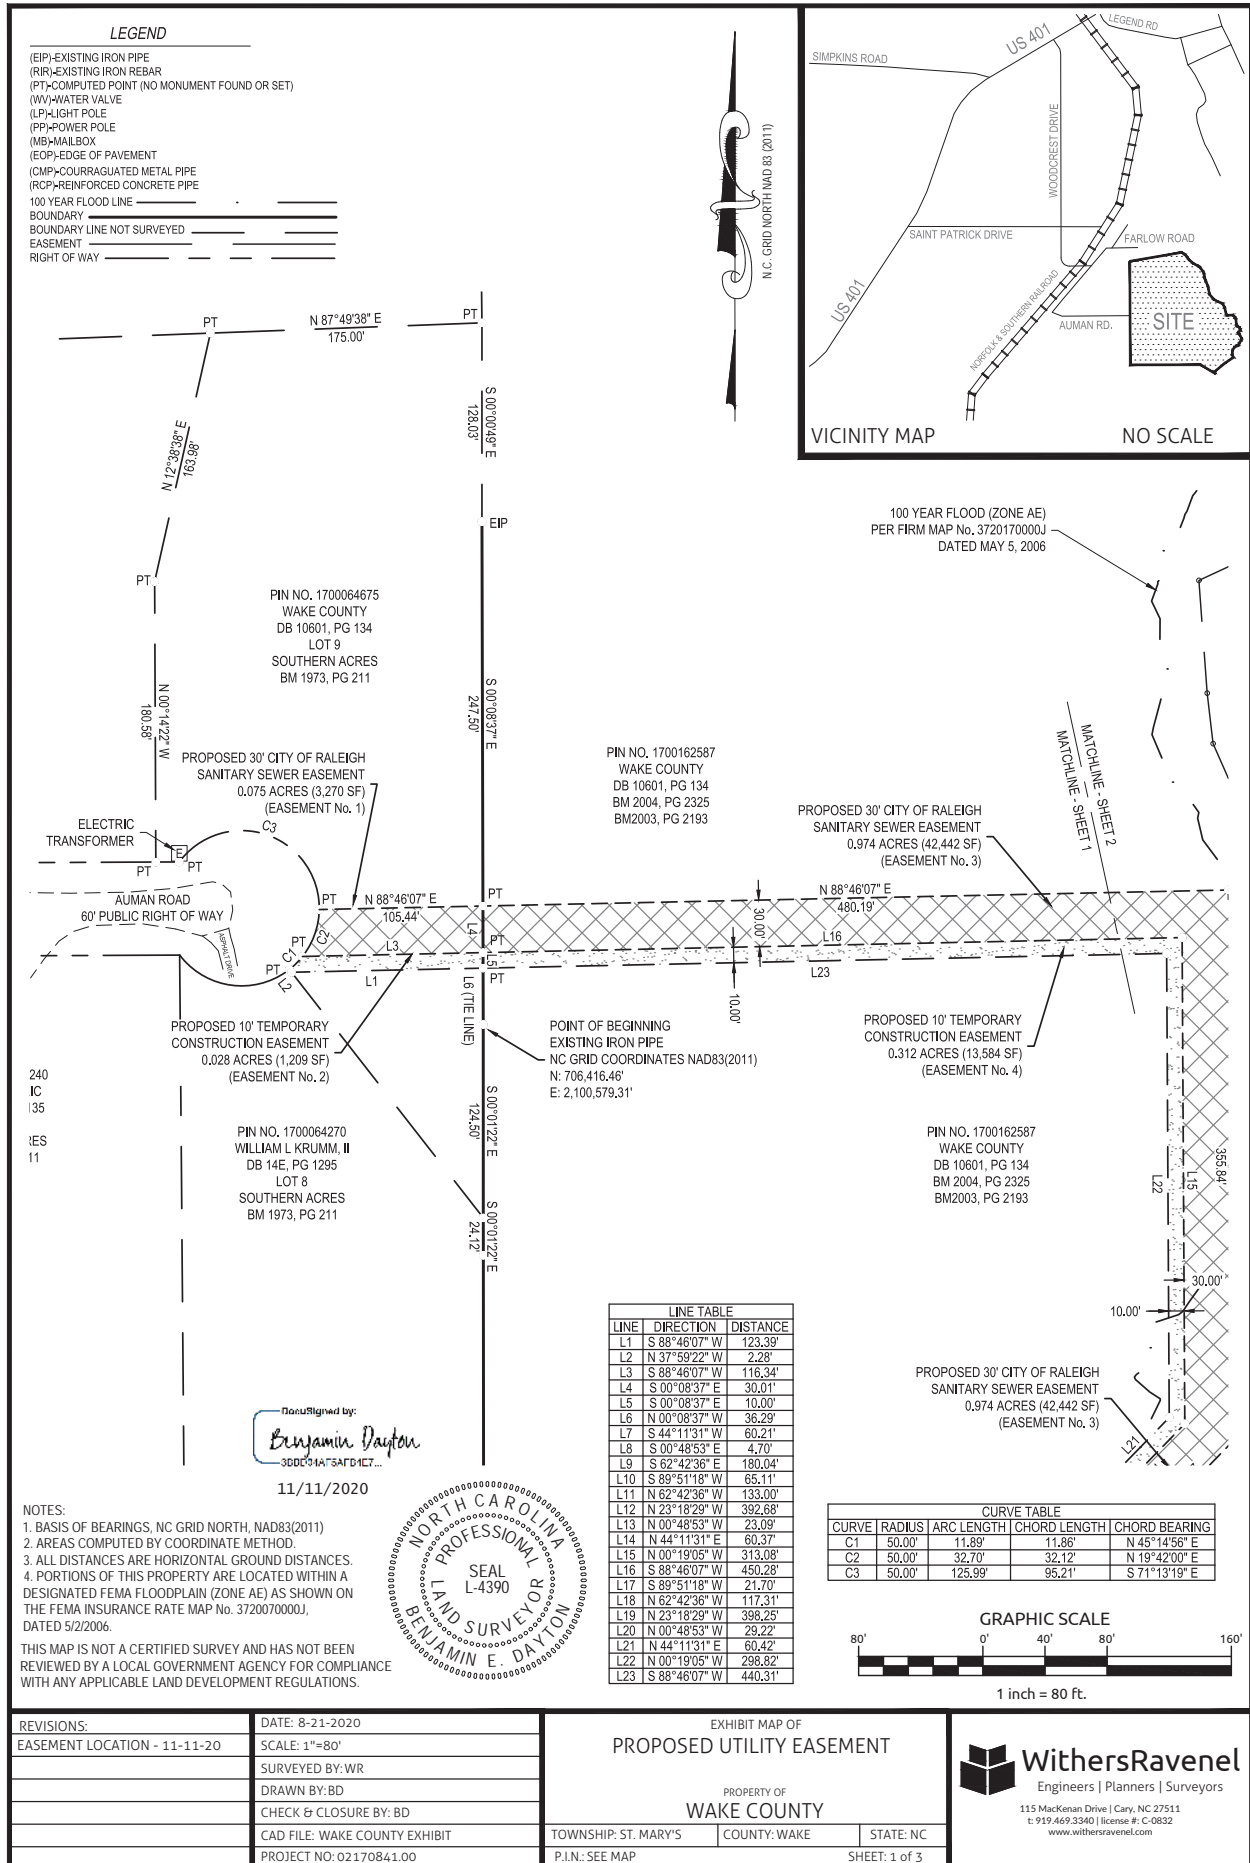 LEGEND
(EIP)-EXISTING IRON PIPE
(RIR)-EXISTING IRON REBAR
(PT)-COMPUTED POINT (NO MONUMENT FOUND OR SET)
(WV)-WATER VALVE
(LP)-LIGHT POLE
(PP)-POWER POLE
(MB)-MAILBOX
(EOP)-EDGE OF PAVEMENT
(CMP)-COURRAGUATED METAL PIPE
(RCP)-REINFORCED CONCRETE PIPE
100 YEAR FLOOD LINE
BOUNDARY
BOUNDARY LINE NOT SURVEYED
EASEMENT
RIGHT OF WAY
N.C. GRID NORTH NAD 83 (2011)
LEGEND RD
US 401
SIMPKINS ROAD
WOODCREST DRIVE
SAINT PATRICK DRIVE
FARLOW ROAD
US 401
NORFOLK & SOUTHERN RAILROAD
AUMAN RD.
SITE
VICINITY MAP
NO SCALE
PT
N 87°49'38" E
175.00'
PT
S 00°00'49" E
128.03'
N 12°38'38" E
163.98'
EIP
PT
100 YEAR FLOOD (ZONE AE)
PER FIRM MAP No. 3720170000J
DATED MAY 5, 2006
PIN NO. 1700064675
WAKE COUNTY
DB 10601, PG 134
LOT 9
SOUTHERN ACRES
BM 1973, PG 211
N 00°14'22" W
180.58'
S 00°08'37" E
247.50'
PROPOSED 30' CITY OF RALEIGH
SANITARY SEWER EASEMENT
0.075 ACRES (3,270 SF)
(EASEMENT No. 1)
PIN NO. 1700162587
WAKE COUNTY
DB 10601, PG 134
BM 2004, PG 2325
BM2003, PG 2193
MATCHLINE - SHEET 2
MATCHLINE - SHEET 1
PROPOSED 30' CITY OF RALEIGH
SANITARY SEWER EASEMENT
0.974 ACRES (42,442 SF)
(EASEMENT No. 3)
ELECTRIC
TRANSFORMER
E
C3
PT
PT
AUMAN ROAD
60' PUBLIC RIGHT OF WAY
ASPHALT DRIVE
PT
N 88°46'07" E
105.44'
PT
N 88°46'07" E
480.19'
30.00'
L4
C2
PT
C1
L3
PT
L16
L5
PT
L2
L1
PT
L23
L6 (TIE LINE)
10.00'
PROPOSED 10' TEMPORARY
CONSTRUCTION EASEMENT
0.028 ACRES (1,209 SF)
(EASEMENT No. 2)
POINT OF BEGINNING
EXISTING IRON PIPE
NC GRID COORDINATES NAD83(2011)
N: 706,416.46'
E: 2,100,579.31'
PROPOSED 10' TEMPORARY
CONSTRUCTION EASEMENT
0.312 ACRES (13,584 SF)
(EASEMENT No. 4)
240
IC
135
RES
11
S 00°01'22" E
124.50'
PIN NO. 1700064270
WILLIAM L KRUMM, II
DB 14E, PG 1295
LOT 8
SOUTHERN ACRES
BM 1973, PG 211
PIN NO. 1700162587
WAKE COUNTY
DB 10601, PG 134
BM 2004, PG 2325
BM2003, PG 2193
L22
L15
355.84'
S 00°01'22" E
24.12'
30.00'
10.00'
PROPOSED 30' CITY OF RALEIGH
SANITARY SEWER EASEMENT
0.974 ACRES (42,442 SF)
(EASEMENT No. 3)
L21
LINE TABLE
LINE DIRECTION DISTANCE
L1 S 88°46'07" W 123.39'
L2 N 37°59'22" W 2.28'
L3 S 88°46'07" W 116.34'
L4 S 00°08'37" E 30.01'
L5 S 00°08'37" E 10.00'
L6 N 00°08'37" W 36.29'
L7 S 44°11'31" W 60.21'
L8 S 00°48'53" E 4.70'
L9 S 62°42'36" E 180.04'
L10 S 89°51'18" W 65.11'
L11 N 62°42'36" W 133.00'
L12 N 23°18'29" W 392.68'
L13 N 00°48'53" W 23.09'
L14 N 44°11'31" E 60.37'
L15 N 00°19'05" W 313.08'
L16 S 88°46'07" W 450.28'
L17 S 89°51'18" W 21.70'
L18 N 62°42'36" W 117.31'
L19 N 23°18'29" W 398.25'
L20 N 00°48'53" W 29.22'
L21 N 44°11'31" E 60.42'
L22 N 00°19'05" W 298.82'
L23 S 88°46'07" W 440.31'
DocuSigned by:
Benjamin Dayton
11/11/2020
NORTH CAROLINA
PROFESSIONAL
SEAL
L-4390
LAND SURVEYOR
BENJAMIN E. DAYTON
NOTES:
1. BASIS OF BEARINGS, NC GRID NORTH, NAD83(2011)
2. AREAS COMPUTED BY COORDINATE METHOD.
3. ALL DISTANCES ARE HORIZONTAL GROUND DISTANCES.
4. PORTIONS OF THIS PROPERTY ARE LOCATED WITHIN A
DESIGNATED FEMA FLOODPLAIN (ZONE AE) AS SHOWN ON
THE FEMA INSURANCE RATE MAP No. 3720070000J,
DATED 5/2/2006.
THIS MAP IS NOT A CERTIFIED SURVEY AND HAS NOT BEEN
REVIEWED BY A LOCAL GOVERNMENT AGENCY FOR COMPLIANCE
WITH ANY APPLICABLE LAND DEVELOPMENT REGULATIONS.
CURVE TABLE
CURVE RADIUS ARC LENGTH CHORD LENGTH CHORD BEARING
C1 50.00' 11.89' 11.86' N 45°14'56" E
C2 50.00' 32.70' 32.12' N 19°42'00" E
C3 50.00' 125.99' 95.21' S 71°13'19" E
GRAPHIC SCALE
80' 0' 40' 80' 160'
1 inch = 80 ft.
REVISIONS:
EASEMENT LOCATION - 11-11-20
DATE: 8-21-2020
SCALE: 1"=80'
SURVEYED BY: WR
DRAWN BY: BD
CHECK & CLOSURE BY: BD
CAD FILE: WAKE COUNTY EXHIBIT
PROJECT NO: 02170841.00
EXHIBIT MAP OF
PROPOSED UTILITY EASEMENT
PROPERTY OF
WAKE COUNTY
TOWNSHIP: ST. MARY'S COUNTY: WAKE STATE: NC
P.I.N.: SEE MAP SHEET: 1 of 3
WithersRavenel
Engineers | Planners | Surveyors
115 MacKenan Drive | Cary, NC 27511
t: 919.469.3340 | license #: C-0832
www.withersravenel.com